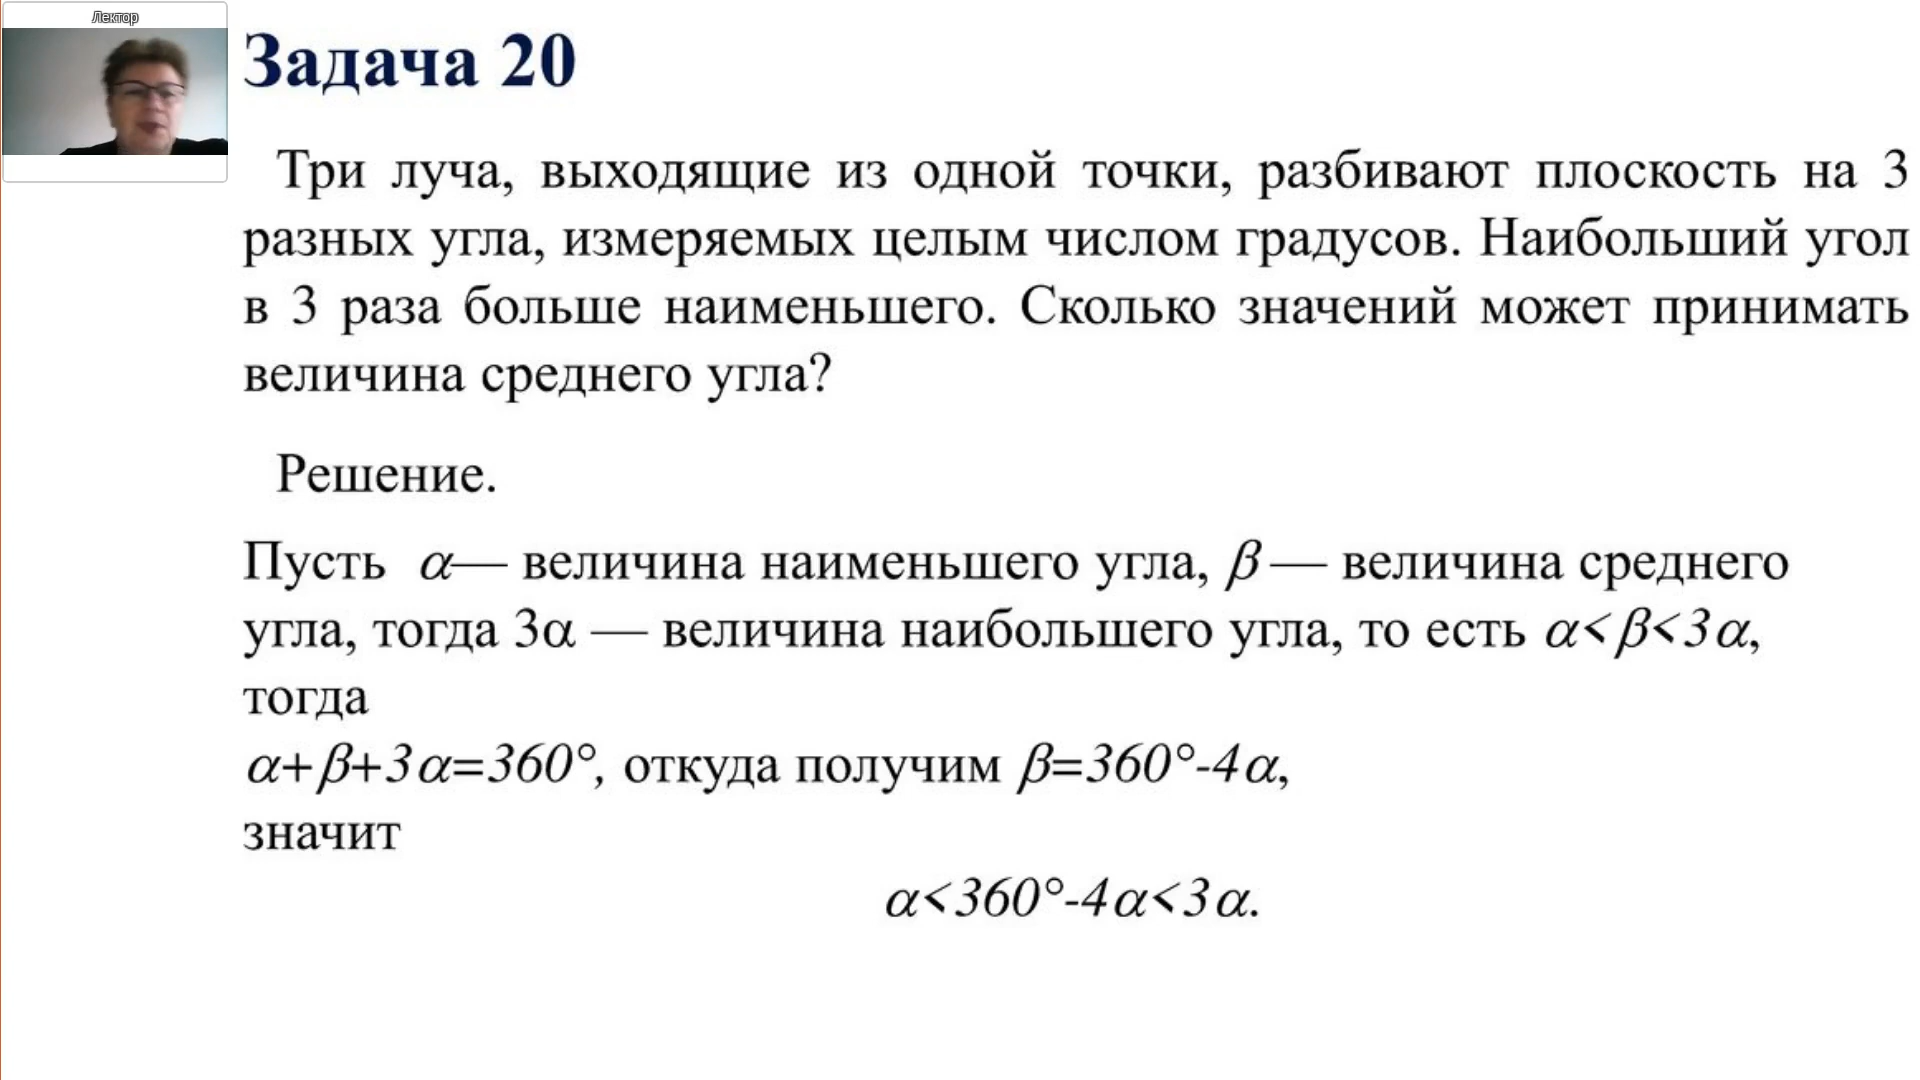 Лектор
Задача 20
Три луча, выходящие из одной точки, разбивают плоскость на 3
разных угла, измеряемых целым числом градусов. Наибольший угол
в 3 раза больше наименьшего. Сколько значений может принимать
величина среднего угла?
Решение.
Пусть α— величина наименьшего угла, β — величина среднего
угла, тогда 3α — величина наибольшего угла, то есть α<β<3α,
тогда
α+β+3α=360°, откуда получим β=360°-4α,
значит
α<360°-4α<3α.